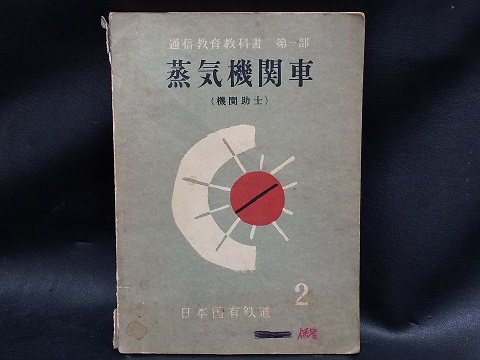 通信教育教科書 第一部
蒸気機関車
(機関助士)
2
日本国有鉄道